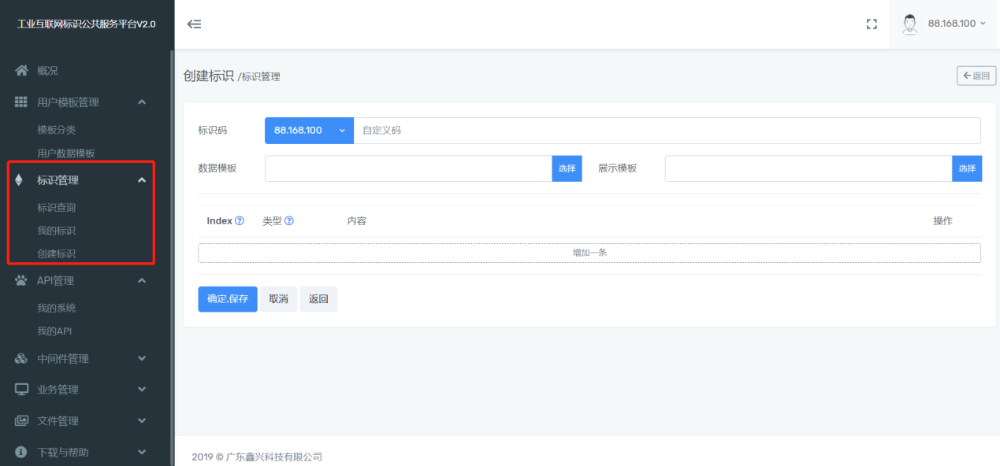 工业互联网标识公共服务平台V2.0
88.168.100
概况
用户模板管理
模板分类
用户数据模板
标识管理
标识查询
我的标识
创建标识
API管理
我的系统
我的API
中间件管理
业务管理
文件管理
下载与帮助
创建标识 /标识管理
返回
标识码 88.168.100 自定义码
数据模板 选择 展示模板 选择
Index 类型 内容 操作
增加一条
确定,保存 取消 返回
2019 © 广东鑫兴科技有限公司